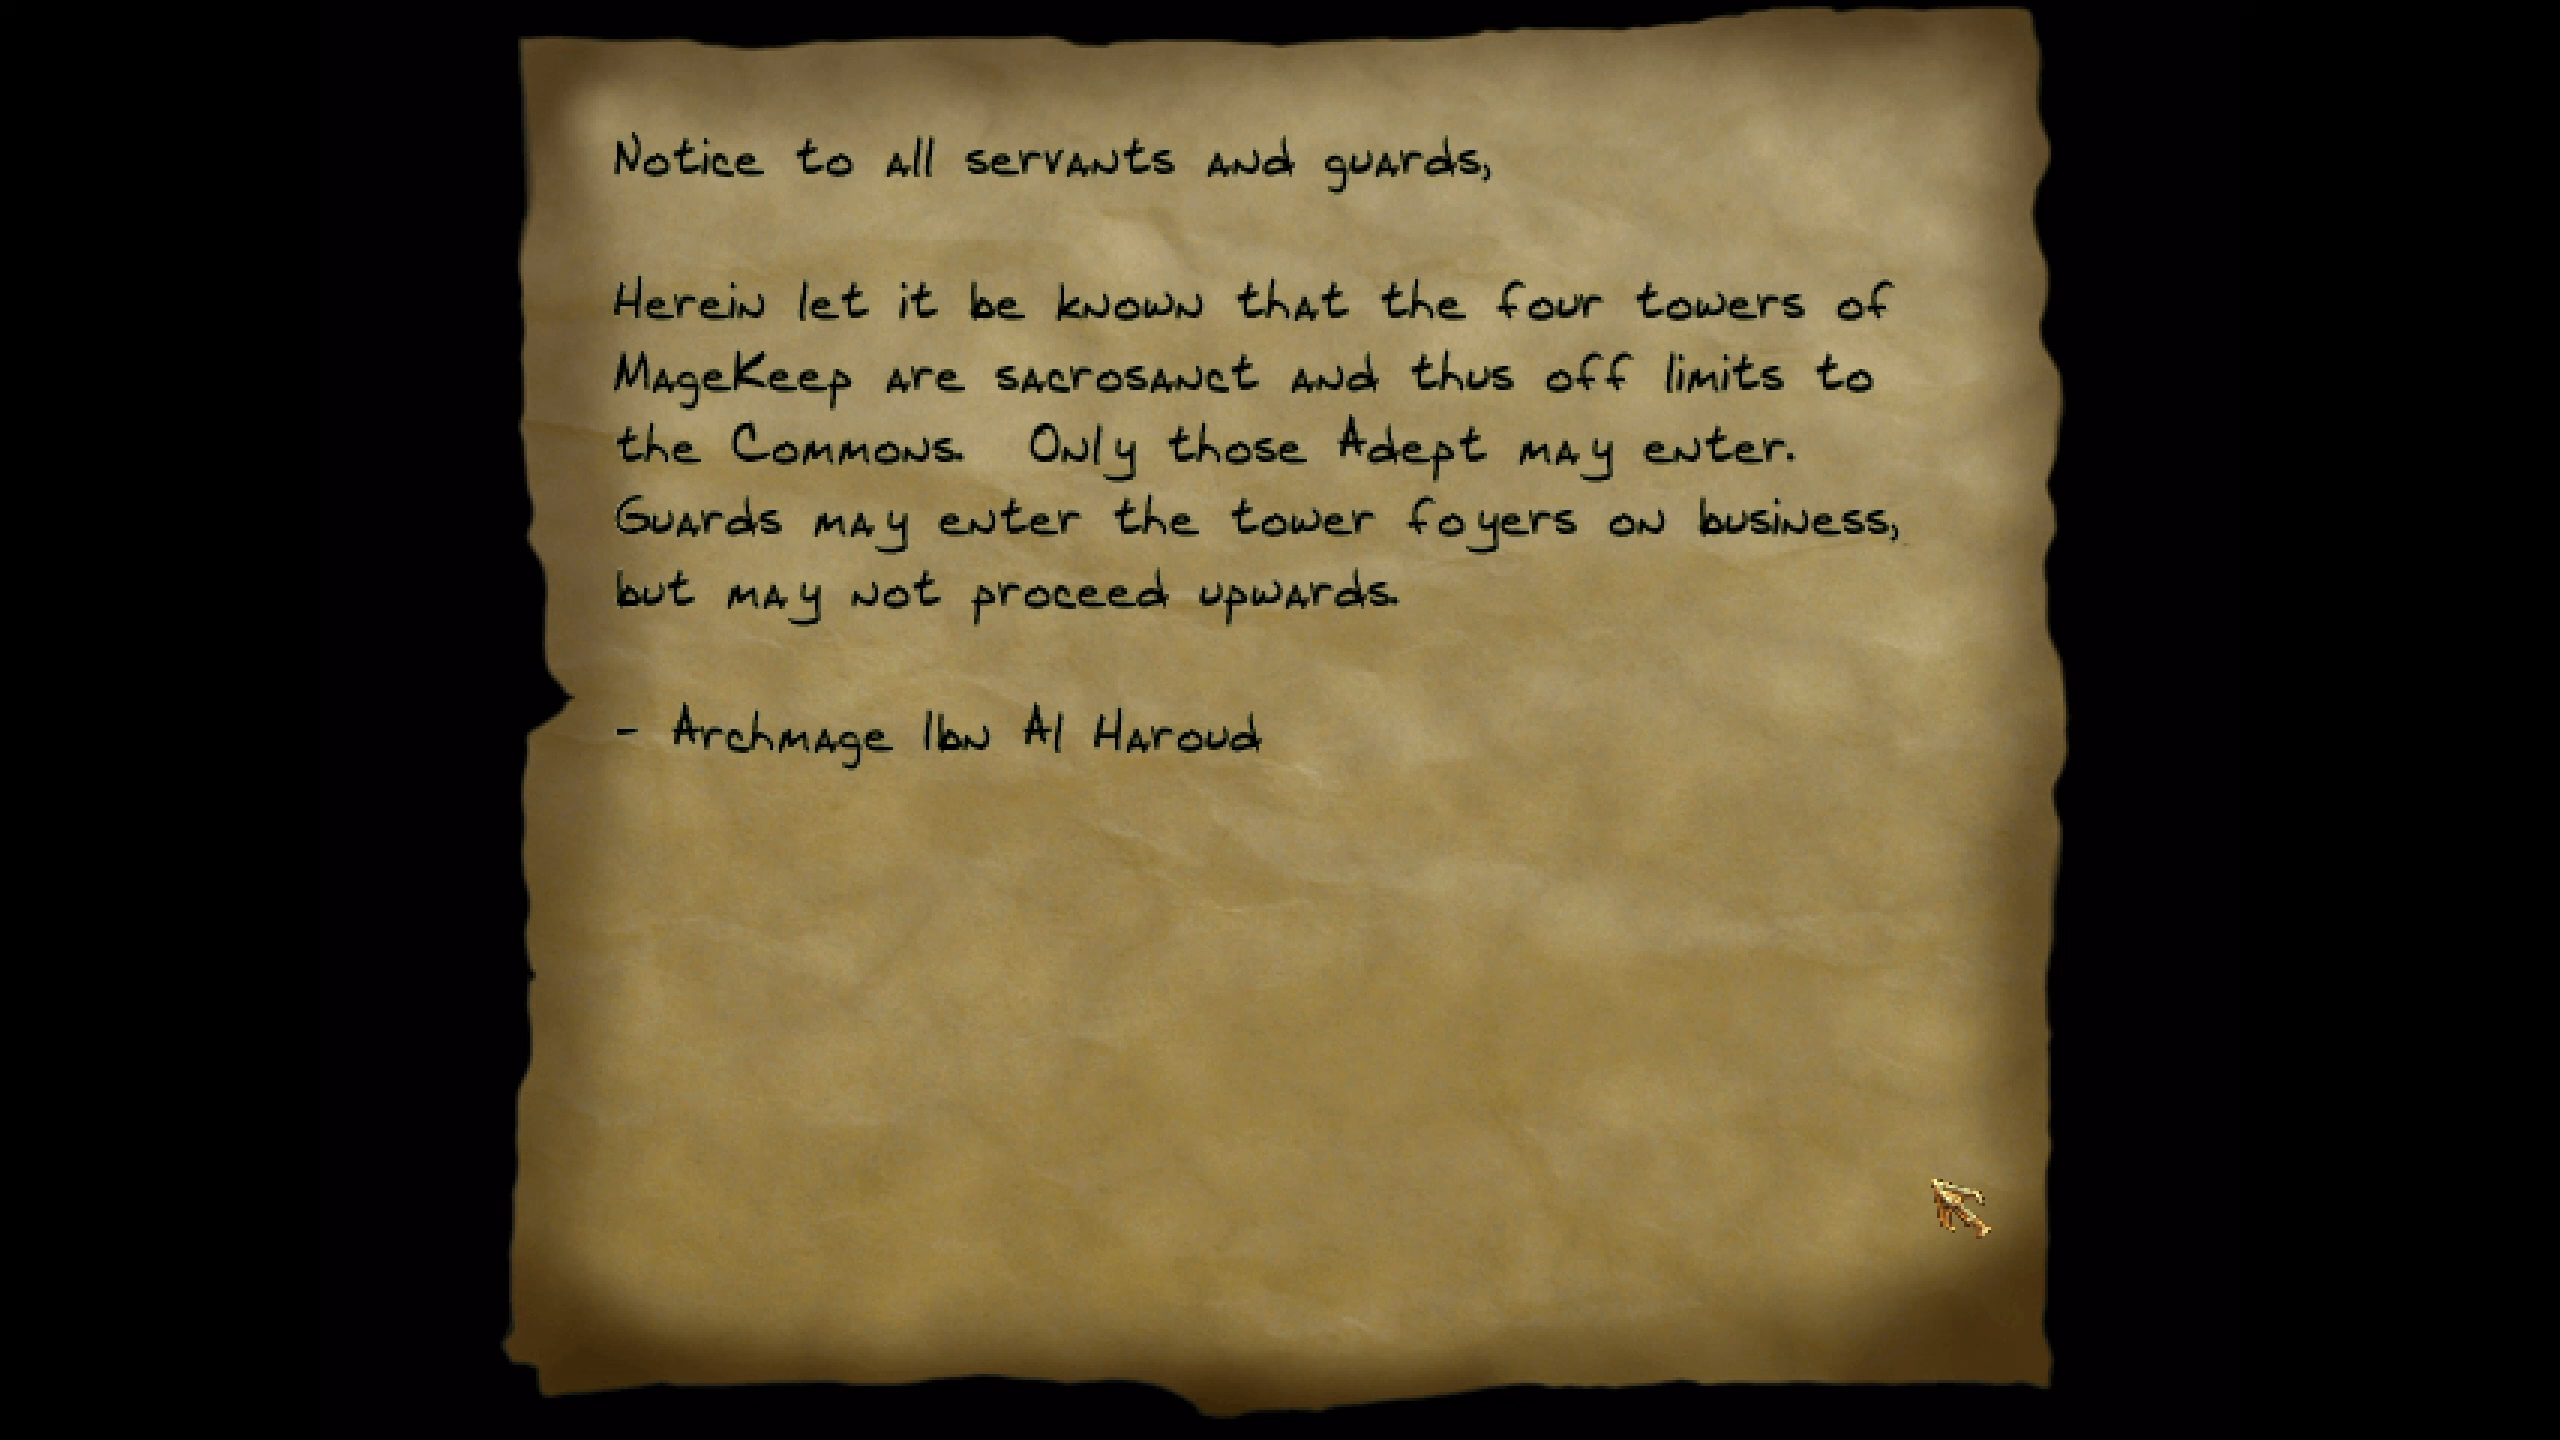 Notice to all servants and guards,
Herein let it be known that the four towers of
MageKeep are sacrosanct and thus off limits to
the Commons.  Only those Adept may enter.
Guards may enter the tower foyers on business,
but may not proceed upwards.
- Archmage Ibn Al Haroud